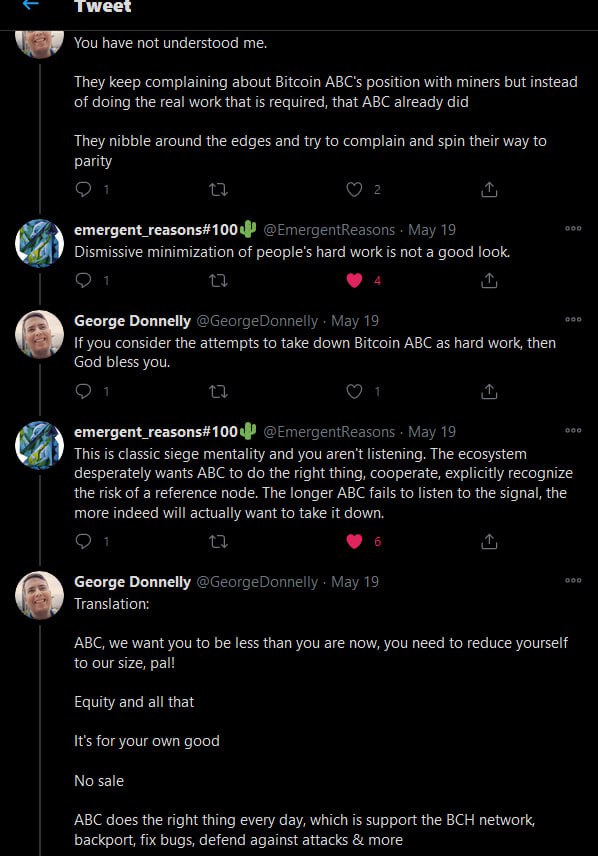 Tweet
You have not understood me.
They keep complaining about Bitcoin ABC's position with miners but instead
of doing the real work that is required, that ABC already did
They nibble around the edges and try to complain and spin their way to
parity
1 2
emergent_reasons#100🌵 @EmergentReasons · May 19
Dismissive minimization of people's hard work is not a good look.
1 4
George Donnelly @GeorgeDonnelly · May 19
If you consider the attempts to take down Bitcoin ABC as hard work, then
God bless you.
1 1
emergent_reasons#100🌵 @EmergentReasons · May 19
This is classic siege mentality and you aren't listening. The ecosystem
desperately wants ABC to do the right thing, cooperate, explicitly recognize
the risk of a reference node. The longer ABC fails to listen to the signal, the
more indeed will actually want to take it down.
1 6
George Donnelly @GeorgeDonnelly · May 19
Translation:
ABC, we want you to be less than you are now, you need to reduce yourself
to our size, pal!
Equity and all that
It's for your own good
No sale
ABC does the right thing every day, which is support the BCH network,
backport, fix bugs, defend against attacks & more